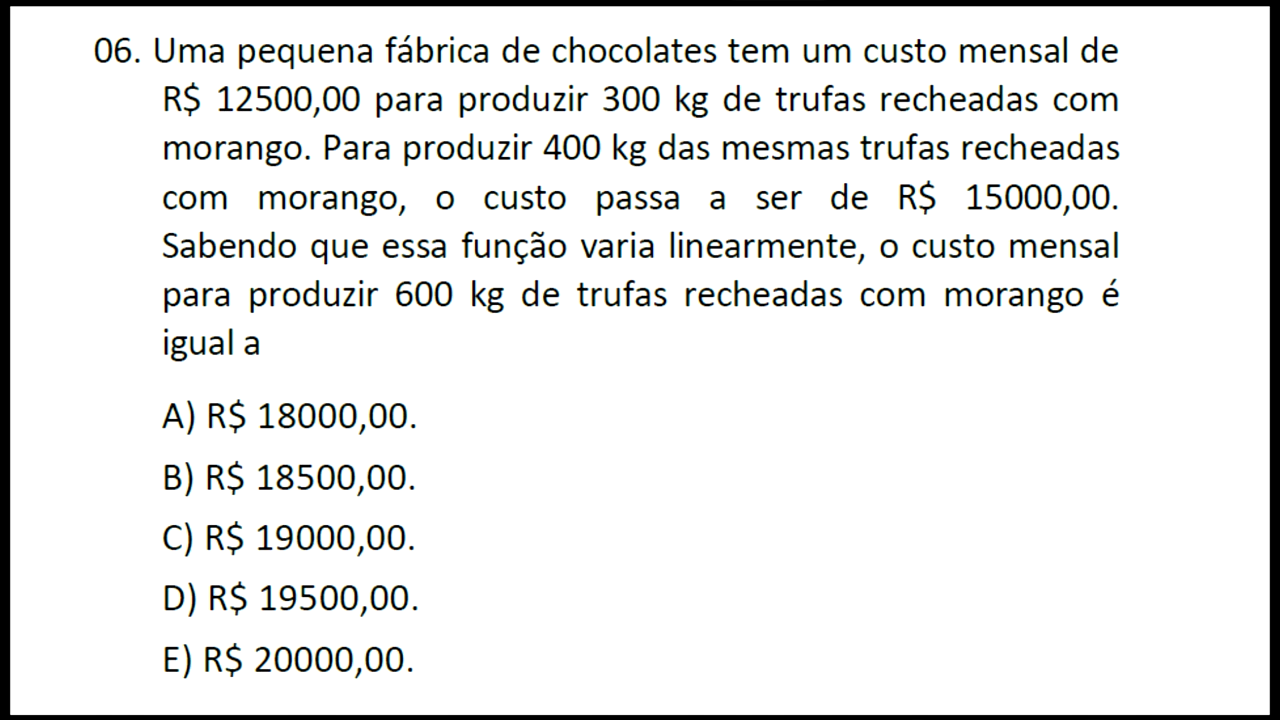 06. Uma pequena fábrica de chocolates tem um custo mensal de
R$ 12500,00 para produzir 300 kg de trufas recheadas com
morango. Para produzir 400 kg das mesmas trufas recheadas
com morango, o custo passa a ser de R$ 15000,00.
Sabendo que essa função varia linearmente, o custo mensal
para produzir 600 kg de trufas recheadas com morango é
igual a
A) R$ 18000,00.
B) R$ 18500,00.
C) R$ 19000,00.
D) R$ 19500,00.
E) R$ 20000,00.